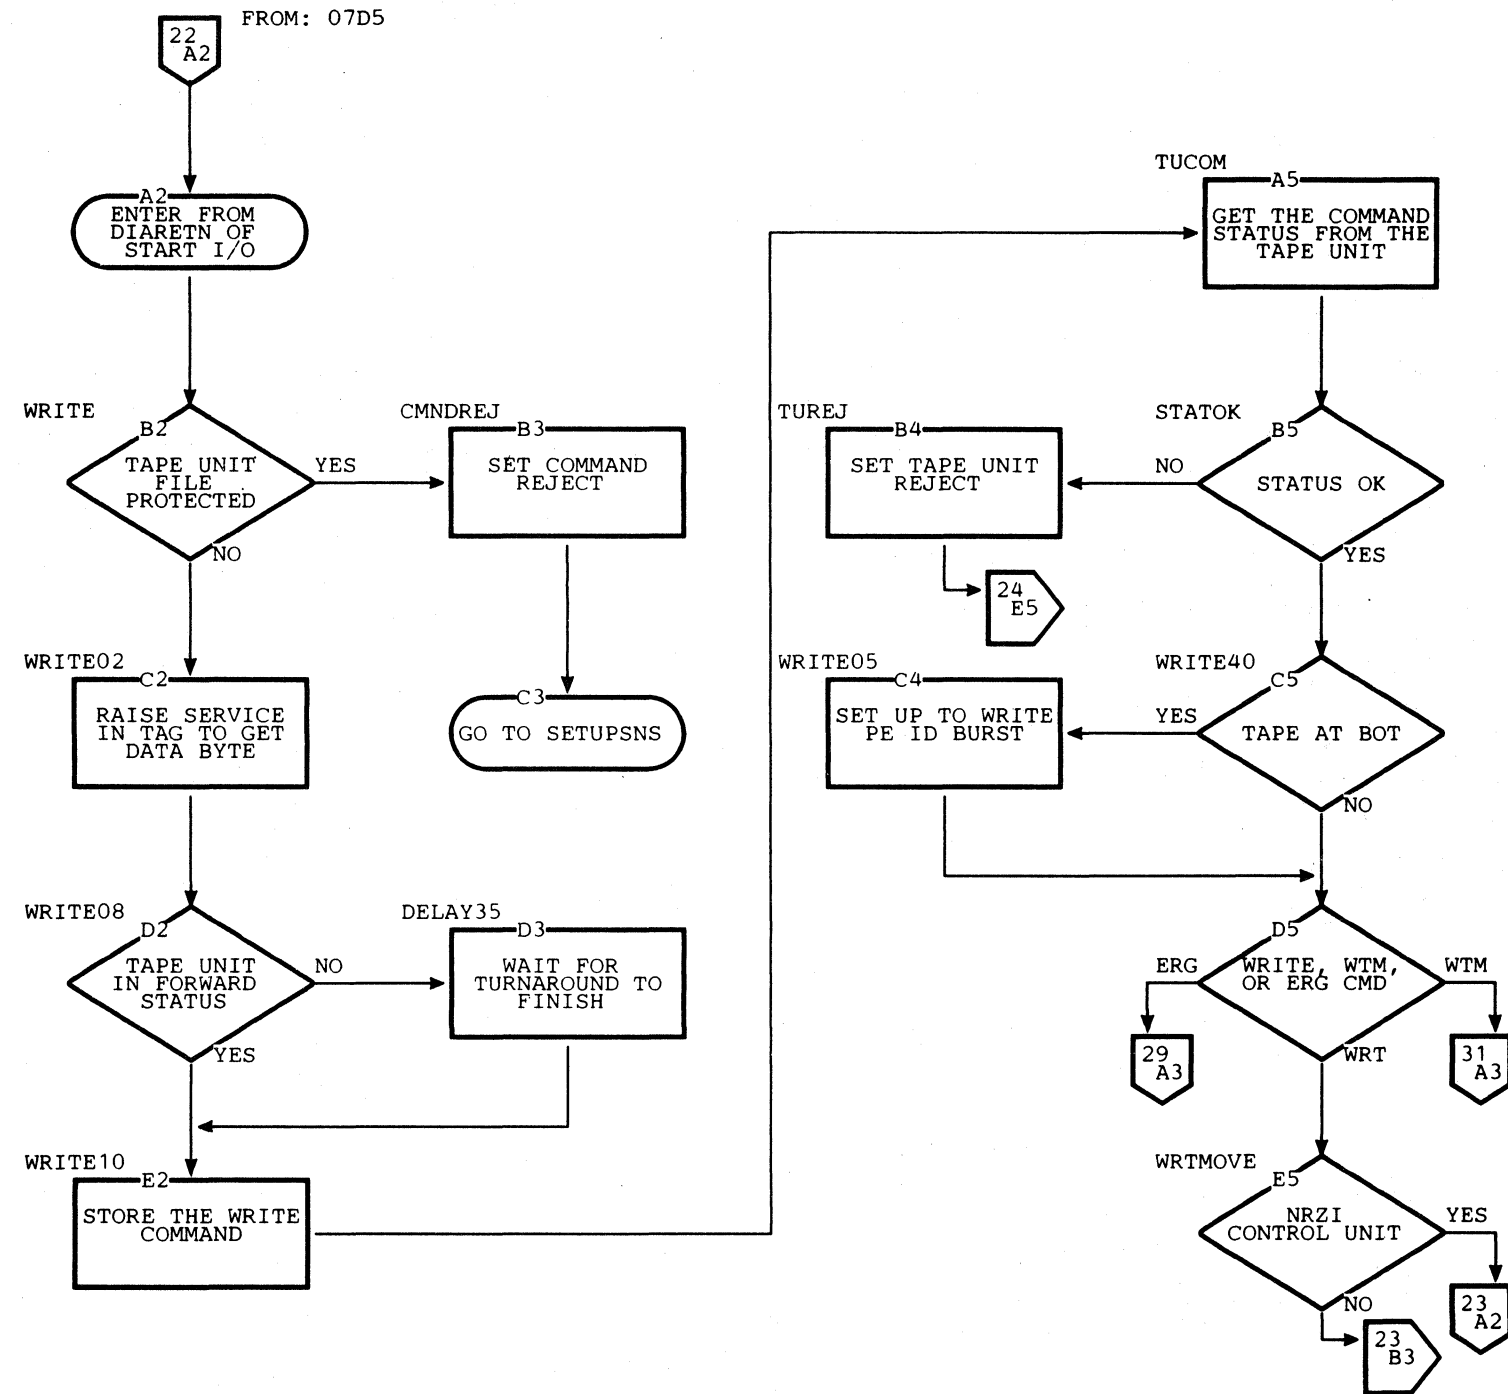 FROM: 07D5
22
A2
A2
ENTER FROM
DIARETN OF
START I/O
WRITE
B2
TAPE UNIT
FILE
PROTECTED
YES
NO
CMNDREJ
B3
SET COMMAND
REJECT
C3
GO TO SETUPSNS
WRITE02
C2
RAISE SERVICE
IN TAG TO GET
DATA BYTE
WRITE08
D2
TAPE UNIT
IN FORWARD
STATUS
NO
YES
DELAY35
D3
WAIT FOR
TURNAROUND TO
FINISH
WRITE10
E2
STORE THE WRITE
COMMAND
TUCOM
A5
GET THE COMMAND
STATUS FROM THE
TAPE UNIT
STATOK
B5
STATUS OK
NO
YES
TUREJ
B4
SET TAPE UNIT
REJECT
24
E5
WRITE40
C5
TAPE AT BOT
YES
NO
WRITE05
C4
SET UP TO WRITE
PE ID BURST
D5
WRITE, WTM,
OR ERG CMD
ERG
WTM
WRT
29
A3
31
A3
WRTMOVE
E5
NRZI
CONTROL UNIT
YES
NO
23
A2
23
B3